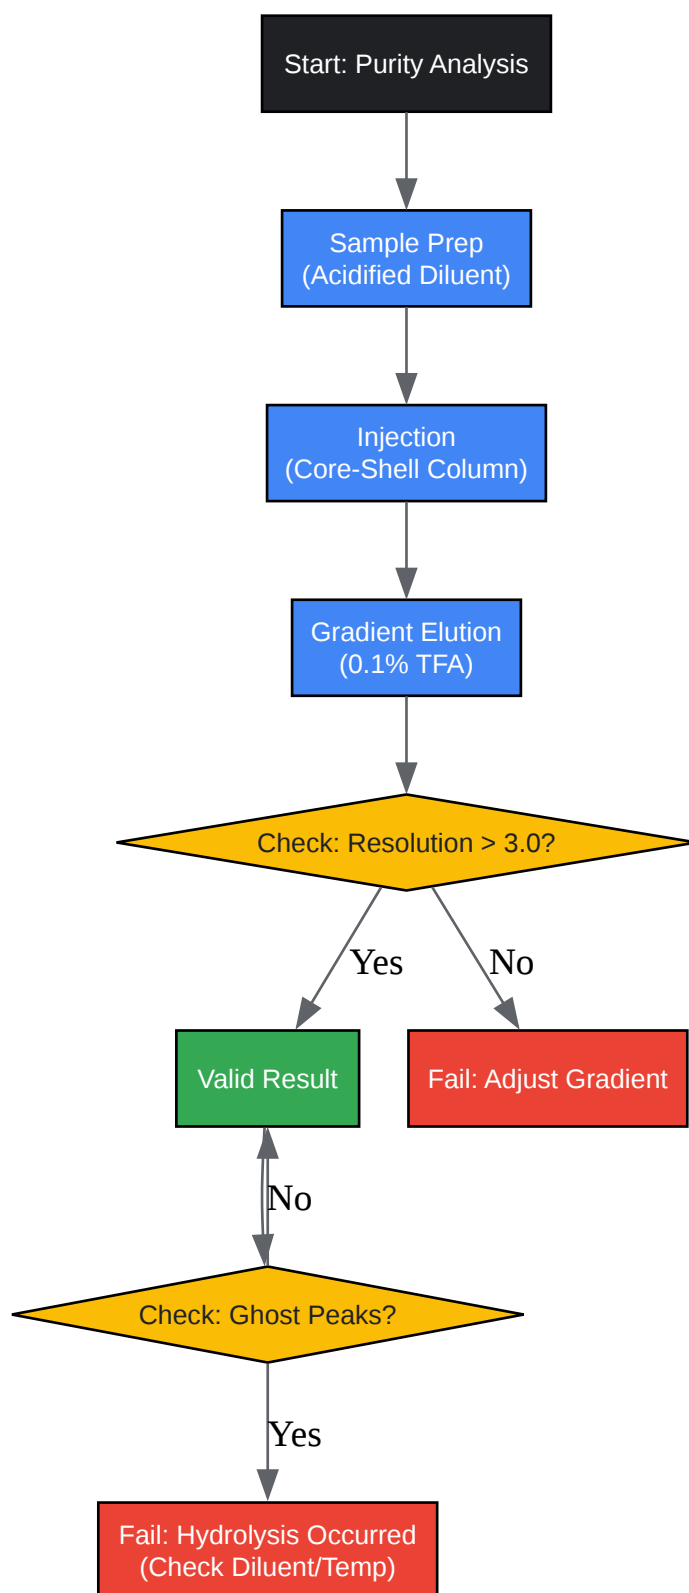 Start: Purity Analysis
Sample Prep
(Acidified Diluent)
Injection
(Core-Shell Column)
Gradient Elution
(0.1% TFA)
Check: Resolution > 3.0?
Yes
No
Valid Result
Fail: Adjust Gradient
No
Check: Ghost Peaks?
Yes
Fail: Hydrolysis Occurred
(Check Diluent/Temp)